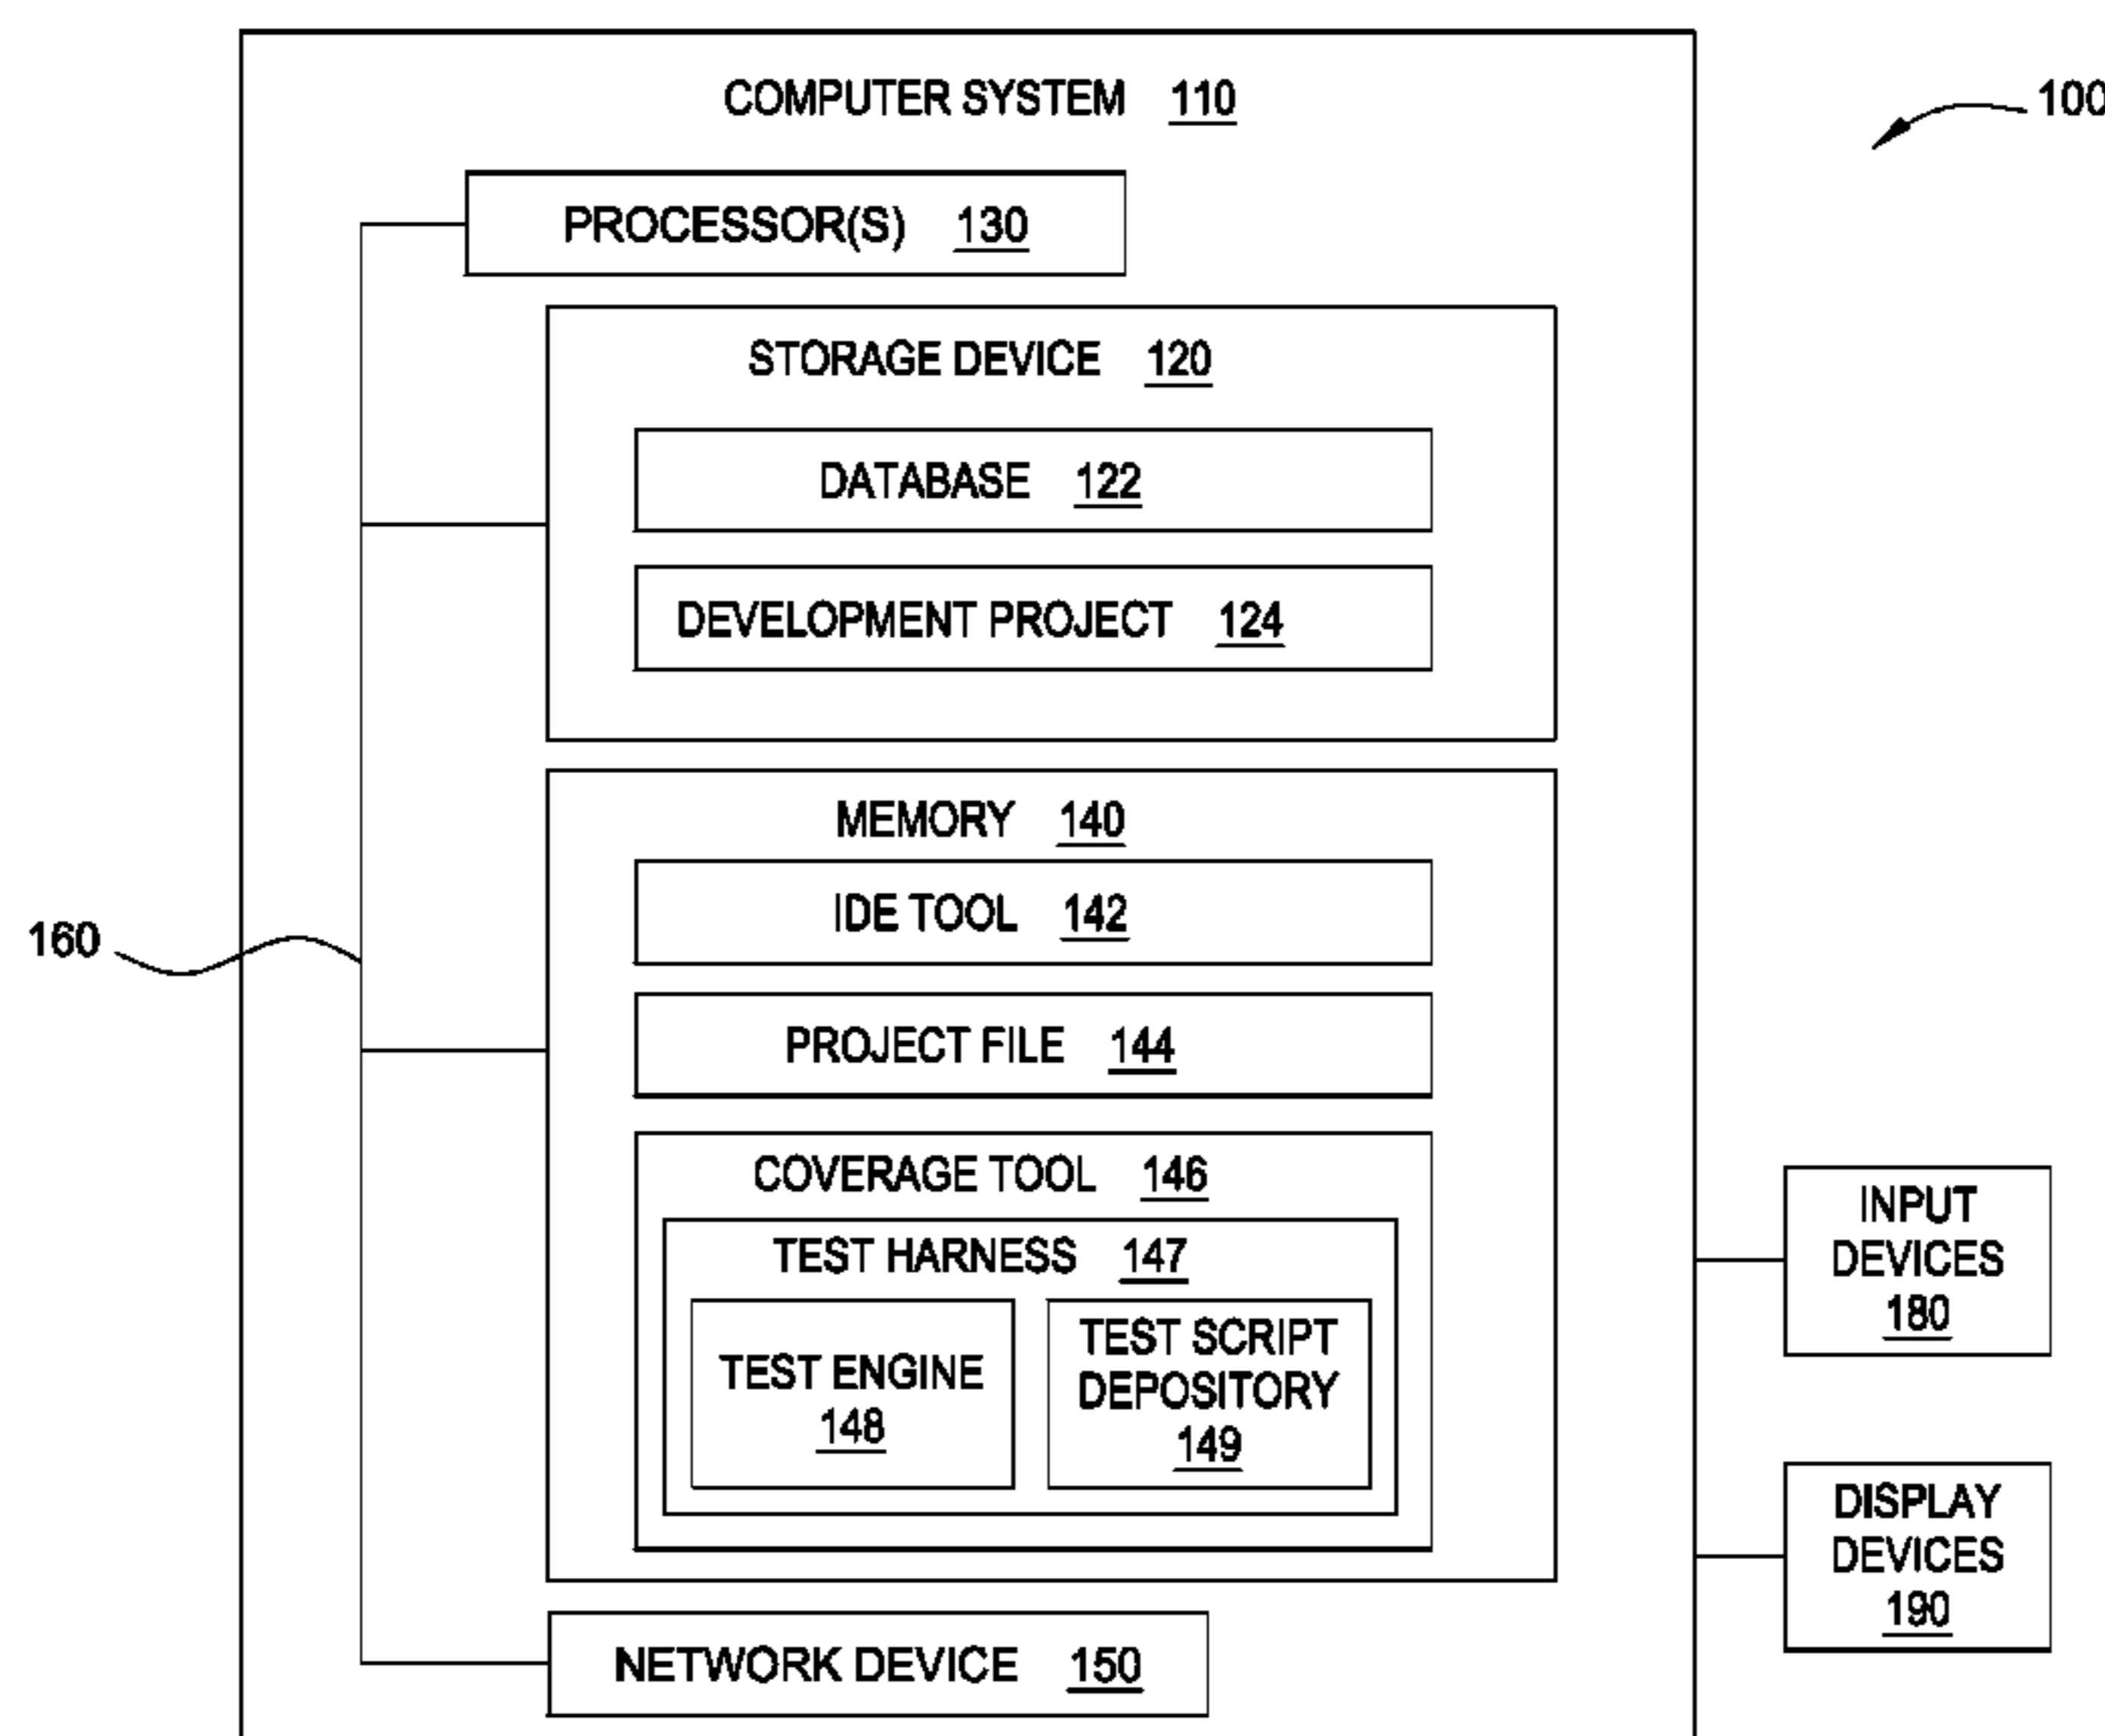 COMPUTER SYSTEM 110
100
PROCESSOR(S) 130
STORAGE DEVICE 120
DATABASE 122
DEVELOPMENT PROJECT 124
MEMORY 140
IDE TOOL 142
160
PROJECT FILE 144
COVERAGE TOOL 146
TEST HARNESS 147
TEST ENGINE
148
TEST SCRIPT
DEPOSITORY
149
INPUT
DEVICES
180
DISPLAY
DEVICES
190
NETWORK DEVICE 150